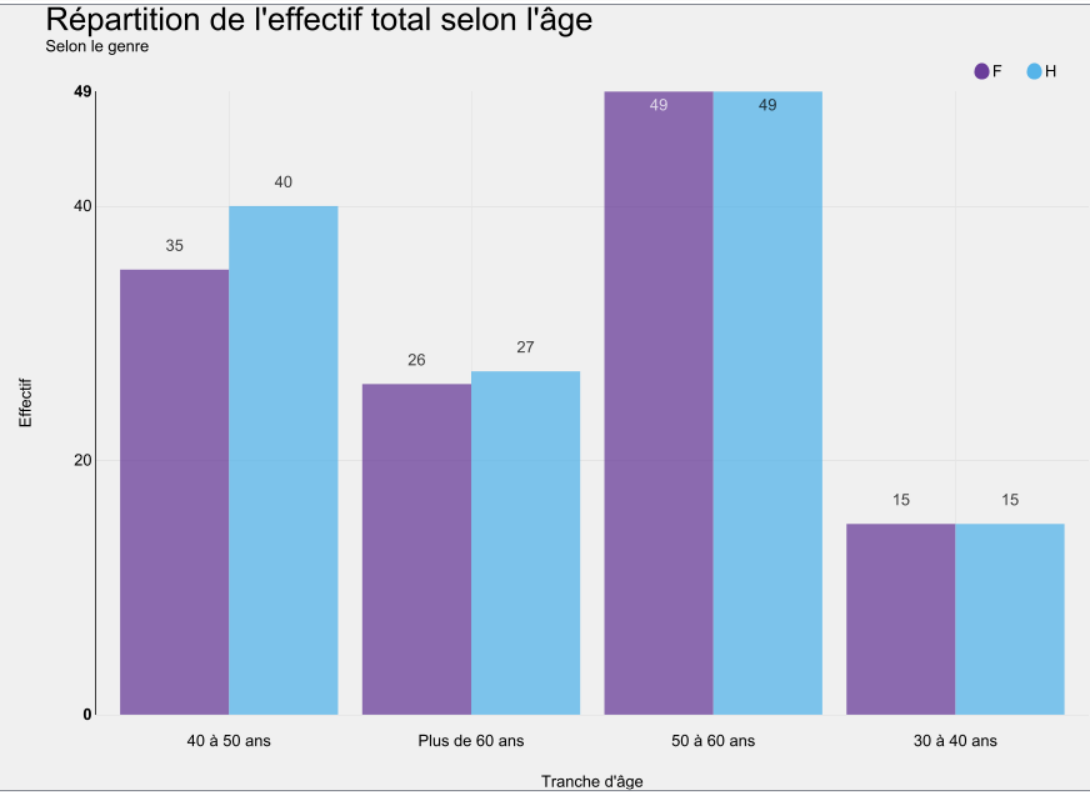 Répartition de l'effectif total selon l'âge
Selon le genre
F H
49
40
20
0
Effectif
35 40 26 27 49 49 15 15
40 à 50 ans Plus de 60 ans 50 à 60 ans 30 à 40 ans
Tranche d'âge